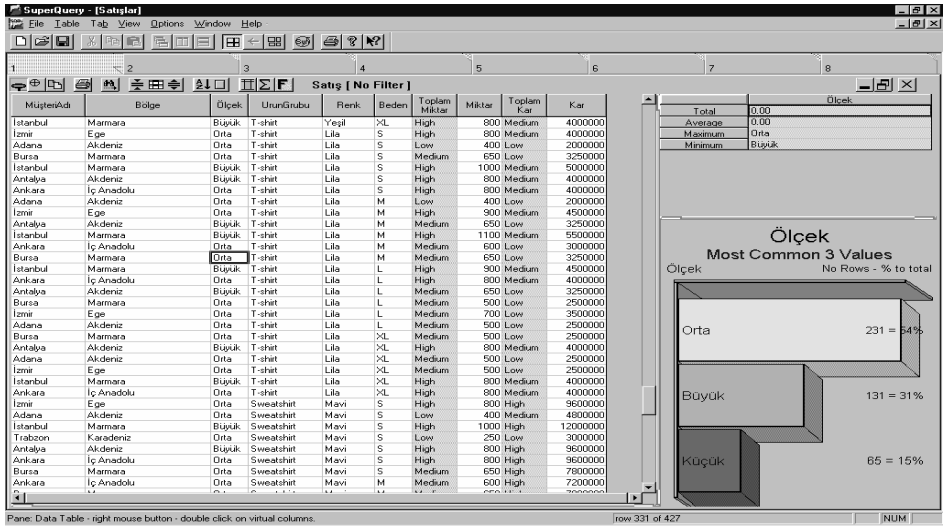 SuperQuery - [Satışlar]
File Table Tab View Options Window Help
1 2 3 4 5 6 7 8
Satış [ No Filter ]
MüşteriAdı Bölge Ölçek UrunGrubu Renk Beden Toplam Miktar Miktar Toplam Kar Kar
İstanbul Marmara Büyük T-shirt Yeşil XL High 800 Medium 4000000
İzmir Ege Orta T-shirt Lila S High 800 Medium 4000000
Adana Akdeniz Orta T-shirt Lila S Low 400 Low 2000000
Bursa Marmara Orta T-shirt Lila S Medium 650 Low 3250000
İstanbul Marmara Büyük T-shirt Lila S Medium 1000 Medium 5000000
Antalya Akdeniz Büyük T-shirt Lila S High 800 Medium 4000000
Ankara İç Anadolu Orta T-shirt Lila S High 800 Medium 4000000
Adana Akdeniz Orta T-shirt Lila M Low 400 Low 2000000
İzmir Ege Orta T-shirt Lila M High 900 Medium 4500000
Antalya Akdeniz Büyük T-shirt Lila M Medium 650 Low 3250000
İstanbul Marmara Büyük T-shirt Lila M High 1100 Medium 5500000
Ankara İç Anadolu Orta T-shirt Lila M Medium 600 Low 3000000
Bursa Marmara Orta T-shirt Lila M Medium 650 Low 3250000
İstanbul Marmara Büyük T-shirt Lila L High 900 Medium 4500000
Ankara İç Anadolu Orta T-shirt Lila L High 800 Medium 4000000
Antalya Akdeniz Büyük T-shirt Lila L Medium 650 Low 3250000
Bursa Marmara Orta T-shirt Lila L Medium 500 Low 2500000
İzmir Ege Orta T-shirt Lila L Medium 700 Low 3500000
Adana Akdeniz Orta T-shirt Lila L Medium 500 Low 2500000
Bursa Marmara Orta T-shirt Lila XL Medium 500 Low 2500000
Antalya Akdeniz Büyük T-shirt Lila XL High 800 Medium 4000000
Adana Akdeniz Orta T-shirt Lila XL Medium 500 Low 2500000
İzmir Ege Orta T-shirt Lila XL Medium 500 Low 2500000
İstanbul Marmara Büyük T-shirt Lila XL High 800 Medium 4000000
Ankara İç Anadolu Orta T-shirt Lila XL High 800 Medium 4000000
İzmir Ege Orta Sweatshirt Mavi S High 800 High 9600000
Adana Akdeniz Orta Sweatshirt Mavi S Low 400 Medium 4800000
İstanbul Marmara Büyük Sweatshirt Mavi S High 1000 High 12000000
Trabzon Karadeniz Orta Sweatshirt Mavi S Low 250 Low 3000000
Antalya Akdeniz Büyük Sweatshirt Mavi S High 800 High 9600000
Ankara İç Anadolu Orta Sweatshirt Mavi S High 800 High 9600000
Bursa Marmara Orta Sweatshirt Mavi S Medium 650 High 7800000
Ankara İç Anadolu Orta Sweatshirt Mavi M Medium 600 High 7200000
Ölçek
Total 0.00
Average 0.00
Maximum Orta
Minimum Büyük
Ölçek
Most Common 3 Values
Ölçek No Rows - % to total
Orta 231 = 54%
Büyük 131 = 31%
Küçük 65 = 15%
Pane: Data Table - right mouse button - double click on virtual columns. row 331 of 427 NUM